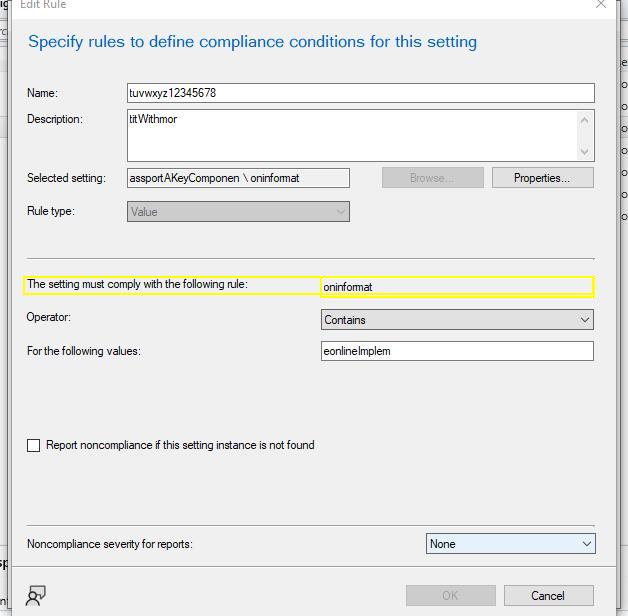 Edit Rule
Specify rules to define compliance conditions for this setting
Name: tuvwxyz12345678
Description: titWithmor
Selected setting: assportAKeyComponen \ oninformat Browse... Properties...
Rule type: Value
The setting must comply with the following rule: oninformat
Operator: Contains
For the following values: eonlineImplem
Report noncompliance if this setting instance is not found
Noncompliance severity for reports: None
OK Cancel